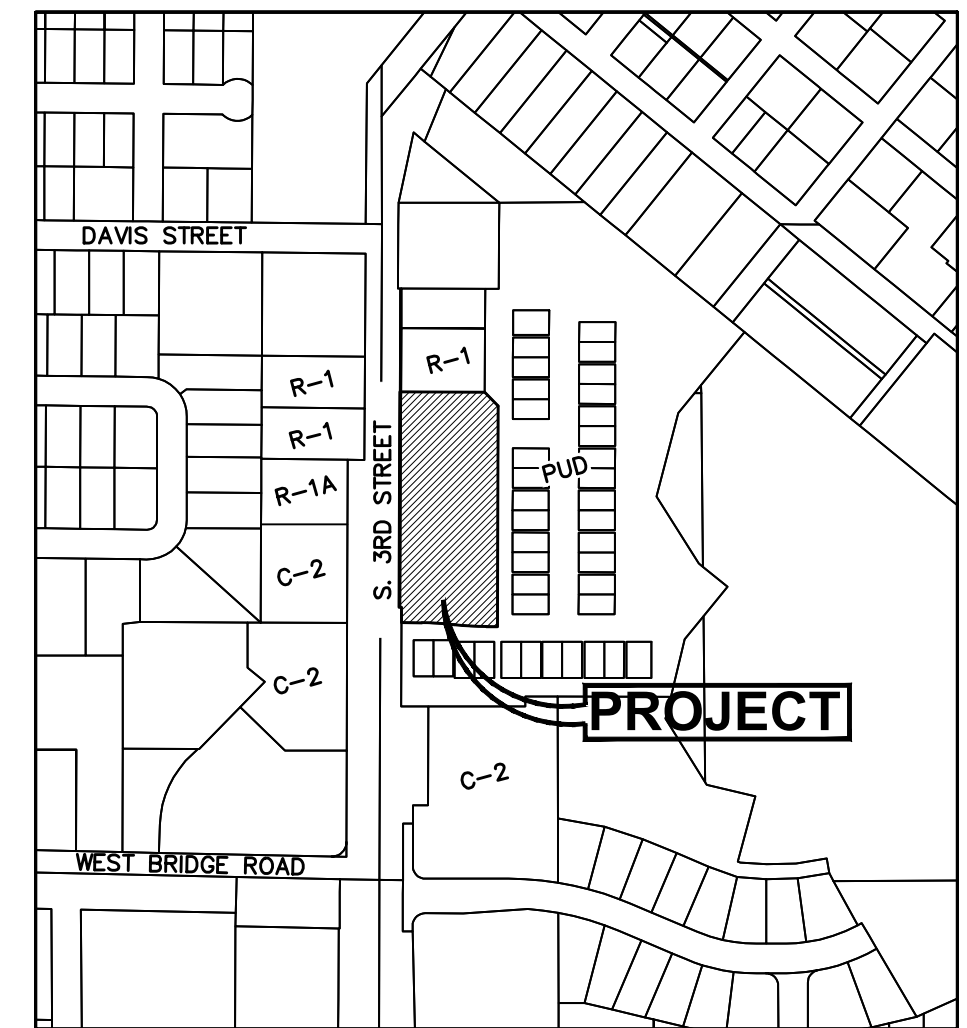 DAVIS STREET
R-1
R-1
R-1
R-1A
S. 3RD STREET
PUD
C-2
C-2
PROJECT
C-2
WEST BRIDGE ROAD